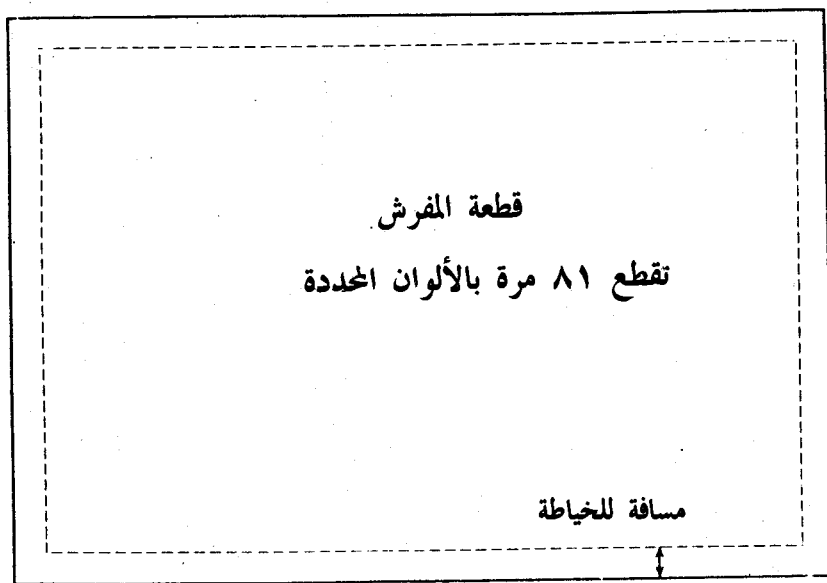 قطعة المفرش
تقطع ٨١ مرة بالألوان المحددة
مسافة للخياطة